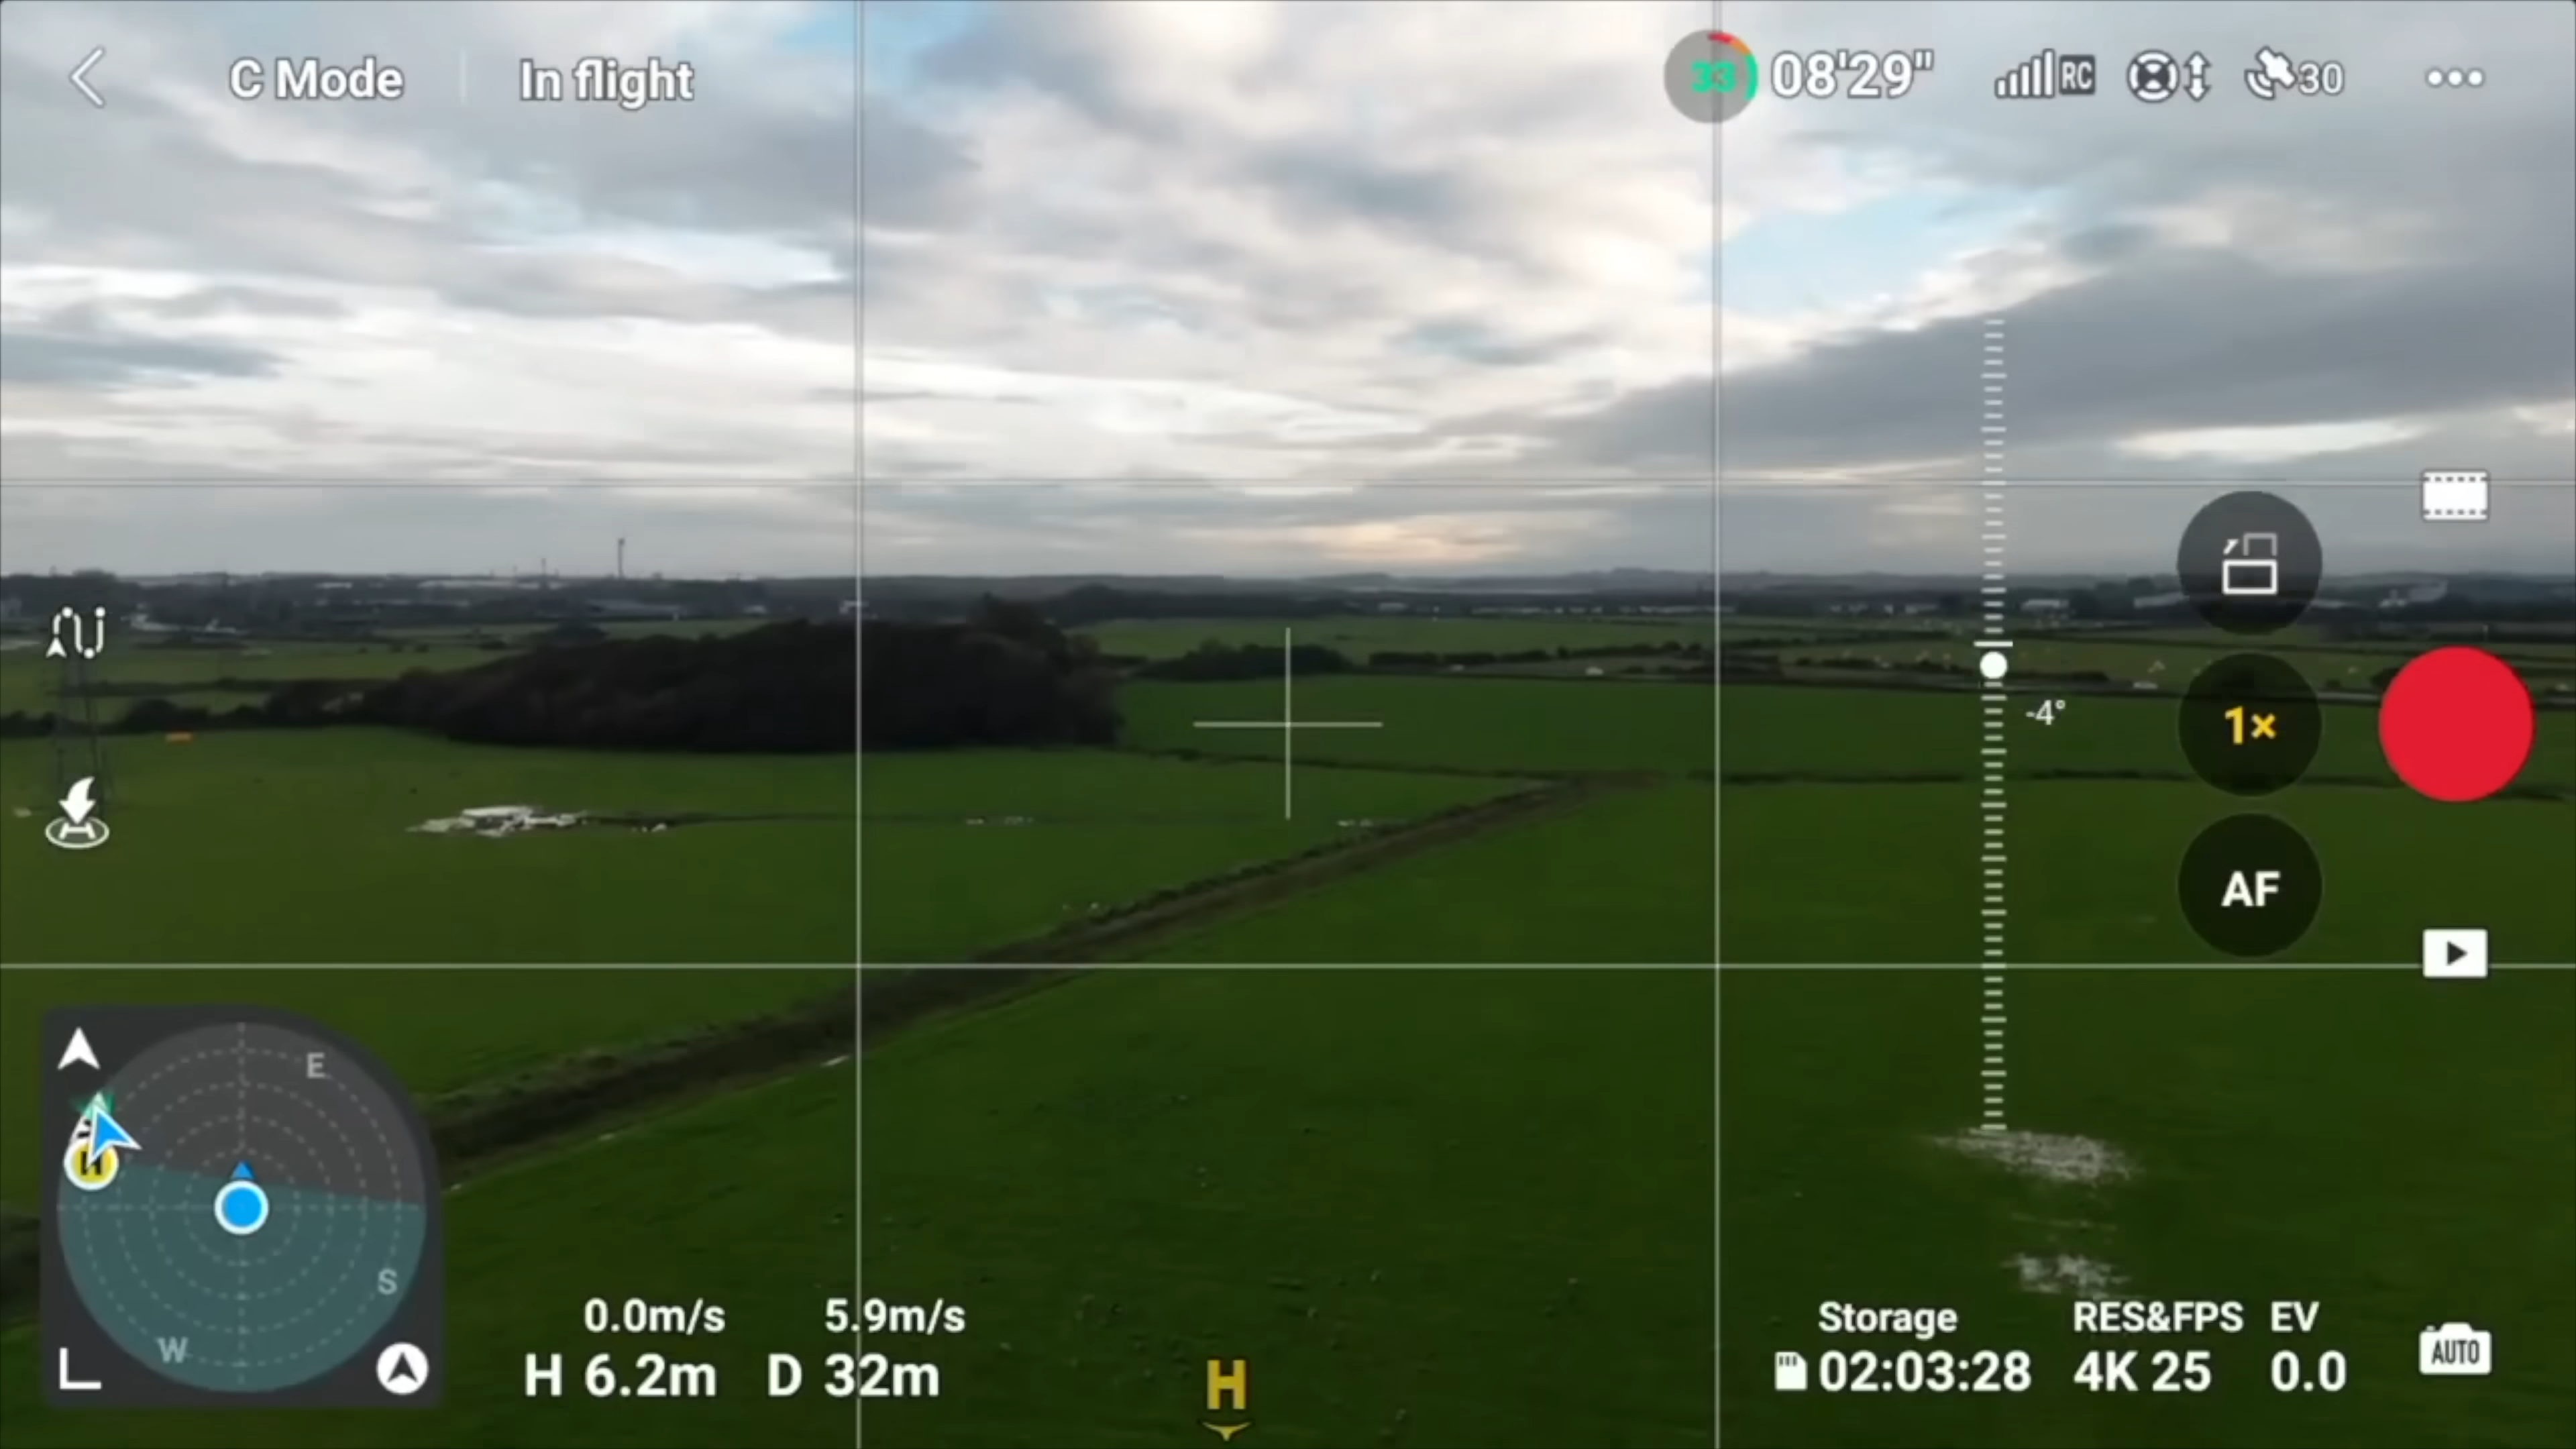 C Mode
In flight
33
08'29"
RC
30
-4°
1×
AF
E
S
W
0.0m/s
5.9m/s
H 6.2m
D 32m
H
Storage
02:03:28
RES&FPS
4K 25
EV
0.0
AUTO